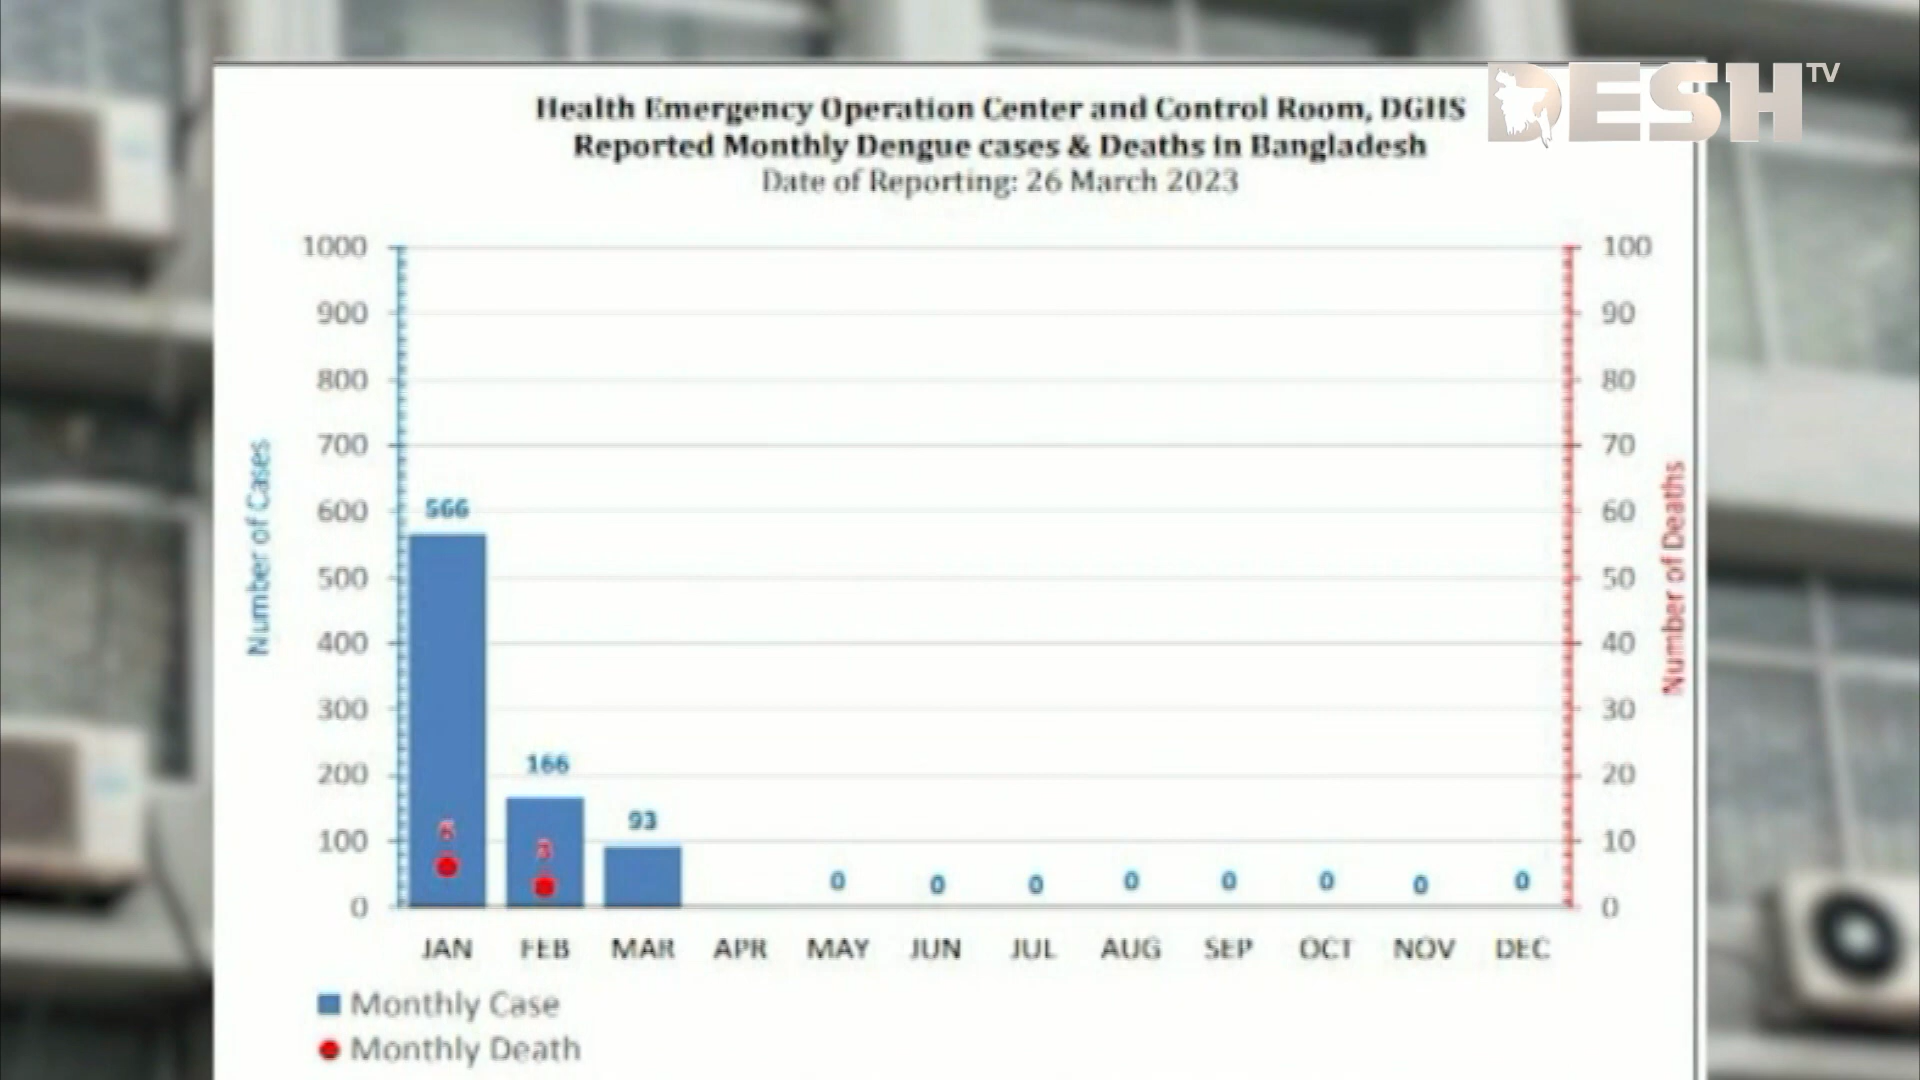 DESH TV
Health Emergency Operation Center and Control Room, DGHS
Reported Monthly Dengue cases & Deaths in Bangladesh
Date of Reporting: 26 March 2023
Number of Cases
1000
900
800
700
600
500
400
300
200
100
0
566
166
93
6
3
0 0 0 0 0 0 0 0
100
90
80
70
60
50
40
30
20
10
0
Number of Deaths
JAN FEB MAR APR MAY JUN JUL AUG SEP OCT NOV DEC
Monthly Case
Monthly Death